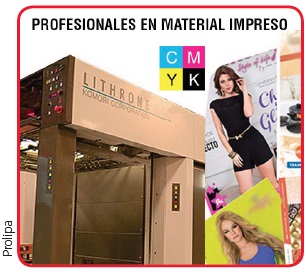 PROFESIONALES EN MATERIAL IMPRESO
C M
Y K
LITHRONE
KOMORI CORPORATION
Prolipa